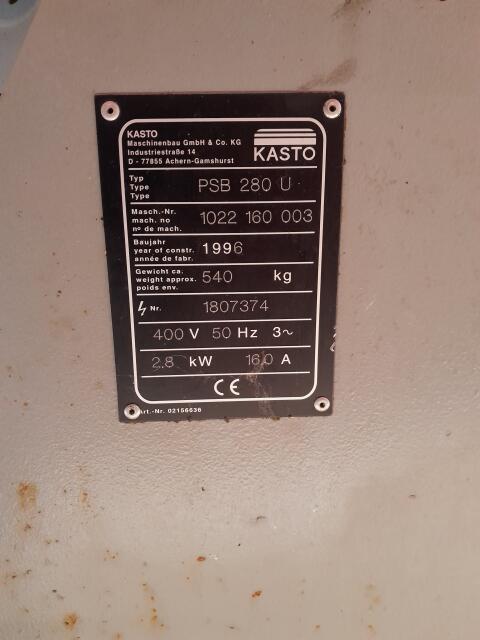 KASTO
Maschinenbau GmbH & Co. KG
Industriestraße 14
D - 77855 Achern-Gamshurst
KASTO
Typ
Type
Type
PSB 280 U
Masch.-Nr.
mach. no
nº de mach.
1022 160 003
Baujahr
year of constr.
année de fabr.
1996
Gewicht ca.
weight approx.
poids env.
540 kg
Nr. 1807374
400 V 50 Hz 3~
2.8 kW 16.0 A
CE
Art.-Nr. 02156636